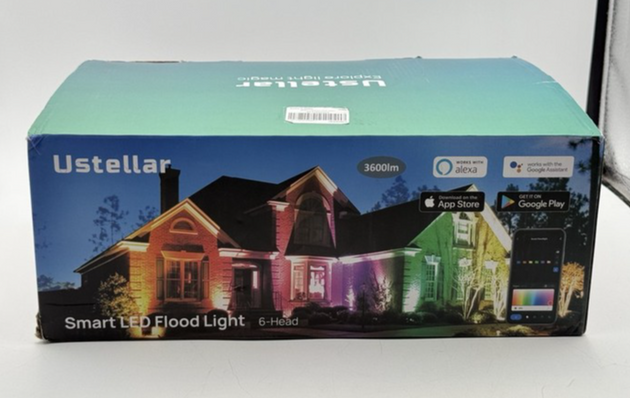 Ustellar
Explore light magic
Ustellar
3600lm
WORKS WITH
alexa
works with the
Google Assistant
Download on the
App Store
GET IT ON
Google Play
Smart LED Flood Light 6-Head